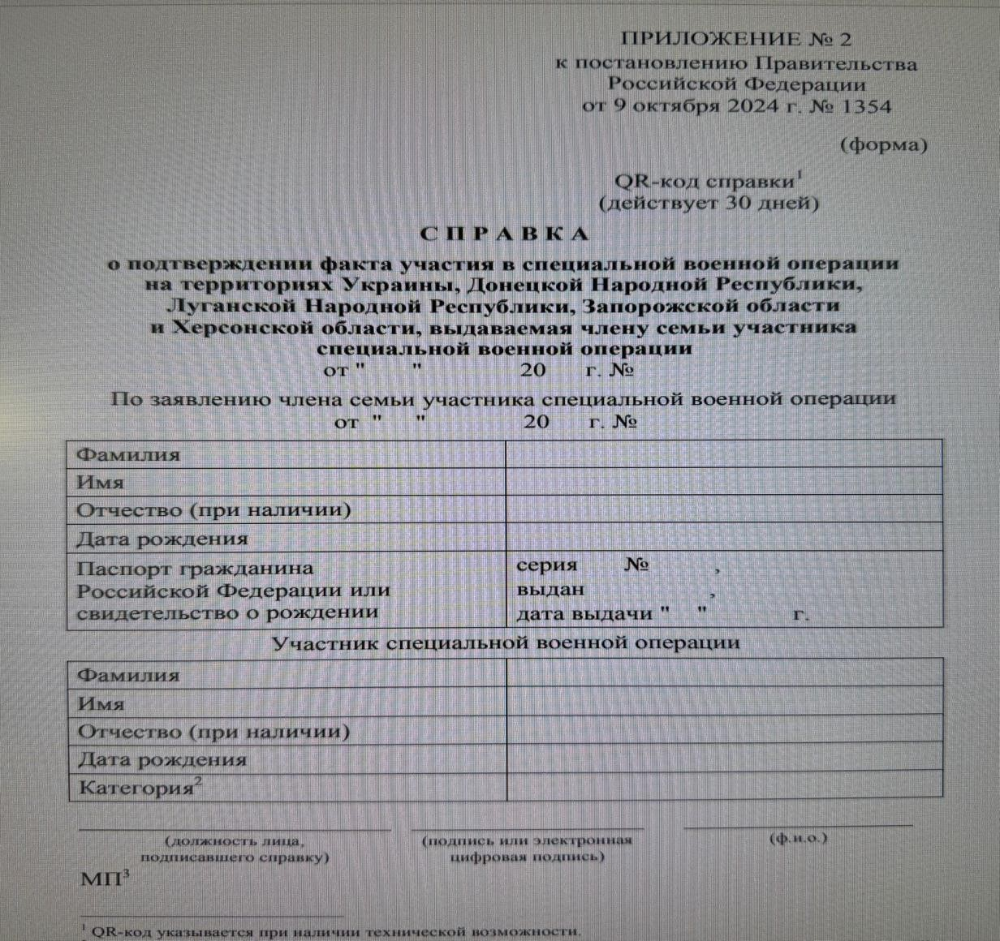 ПРИЛОЖЕНИЕ № 2
к постановлению Правительства
Российской Федерации
от 9 октября 2024 г. № 1354
(форма)
QR-код справки1
(действует 30 дней)
СПРАВКА
о подтверждении факта участия в специальной военной операции
на территориях Украины, Донецкой Народной Республики,
Луганской Народной Республики, Запорожской области
и Херсонской области, выдаваемая члену семьи участника
специальной военной операции
от " " 20 г. №
По заявлению члена семьи участника специальной военной операции
от " " 20 г. №
Фамилия
Имя
Отчество (при наличии)
Дата рождения
Паспорт гражданина
Российской Федерации или
свидетельство о рождении
серия № ,
выдан ,
дата выдачи " " г.
Участник специальной военной операции
Фамилия
Имя
Отчество (при наличии)
Дата рождения
Категория2
(должность лица,
подписавшего справку)
(подпись или электронная
цифровая подпись)
(ф.и.о.)
МП3
1 QR-код указывается при наличии технической возможности.